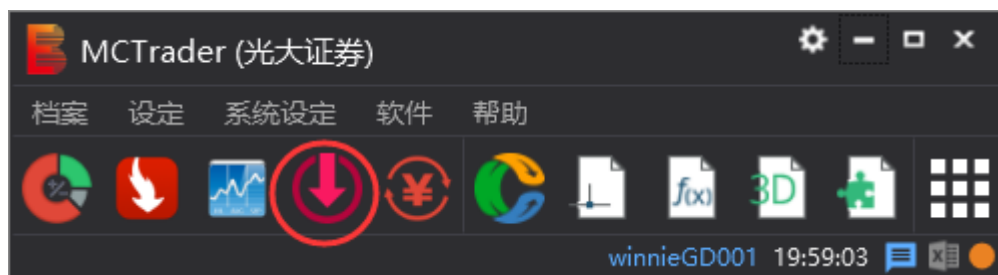 MCTrader (光大证券)
档案 设定 系统设定 软件 帮助
¥ f(x) 3D
winnieGD001 19:59:03